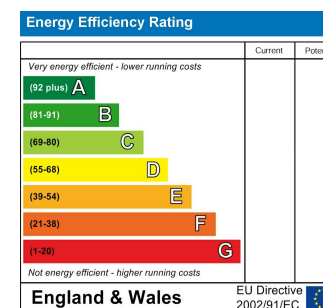 Energy Efficiency Rating
Current
Very energy efficient - lower running costs
(92 plus) A
(81-91) B
(69-80) C
(55-68) D
(39-54) E
(21-38) F
(1-20) G
Not energy efficient - higher running costs
England & Wales
EU Directive
2002/91/EC